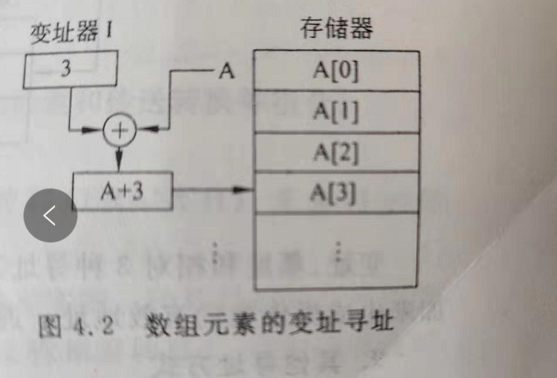 变址器 I
存储器
3
A
A[0]
A[1]
A[2]
+
A+3
A[3]
⋮
⋮
图 4.2 数组元素的变址寻址